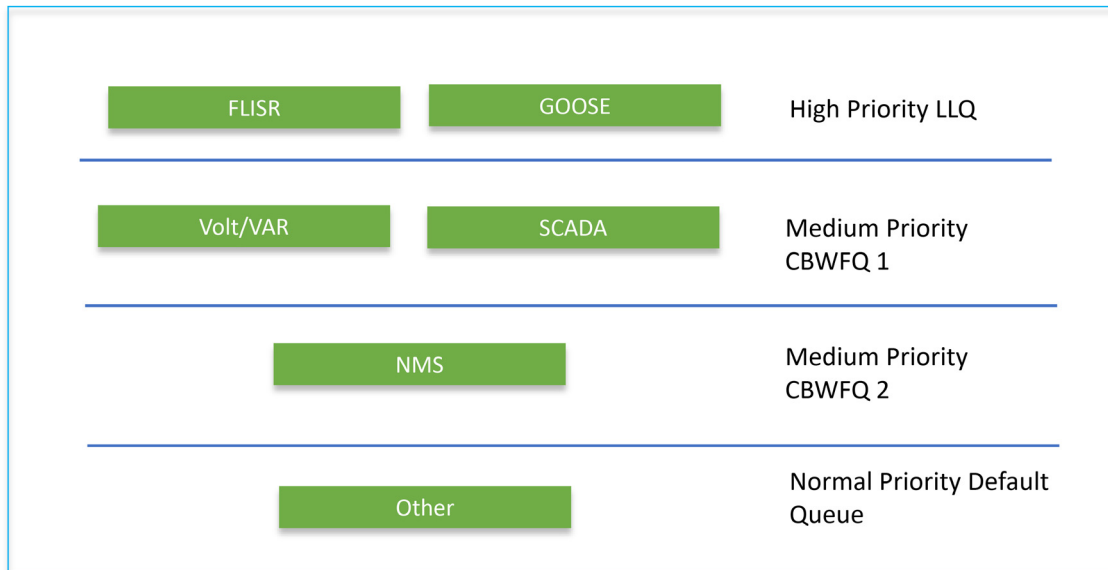 FLISR
GOOSE
High Priority LLQ
Volt/VAR
SCADA
Medium Priority
CBWFQ 1
NMS
Medium Priority
CBWFQ 2
Other
Normal Priority Default
Queue